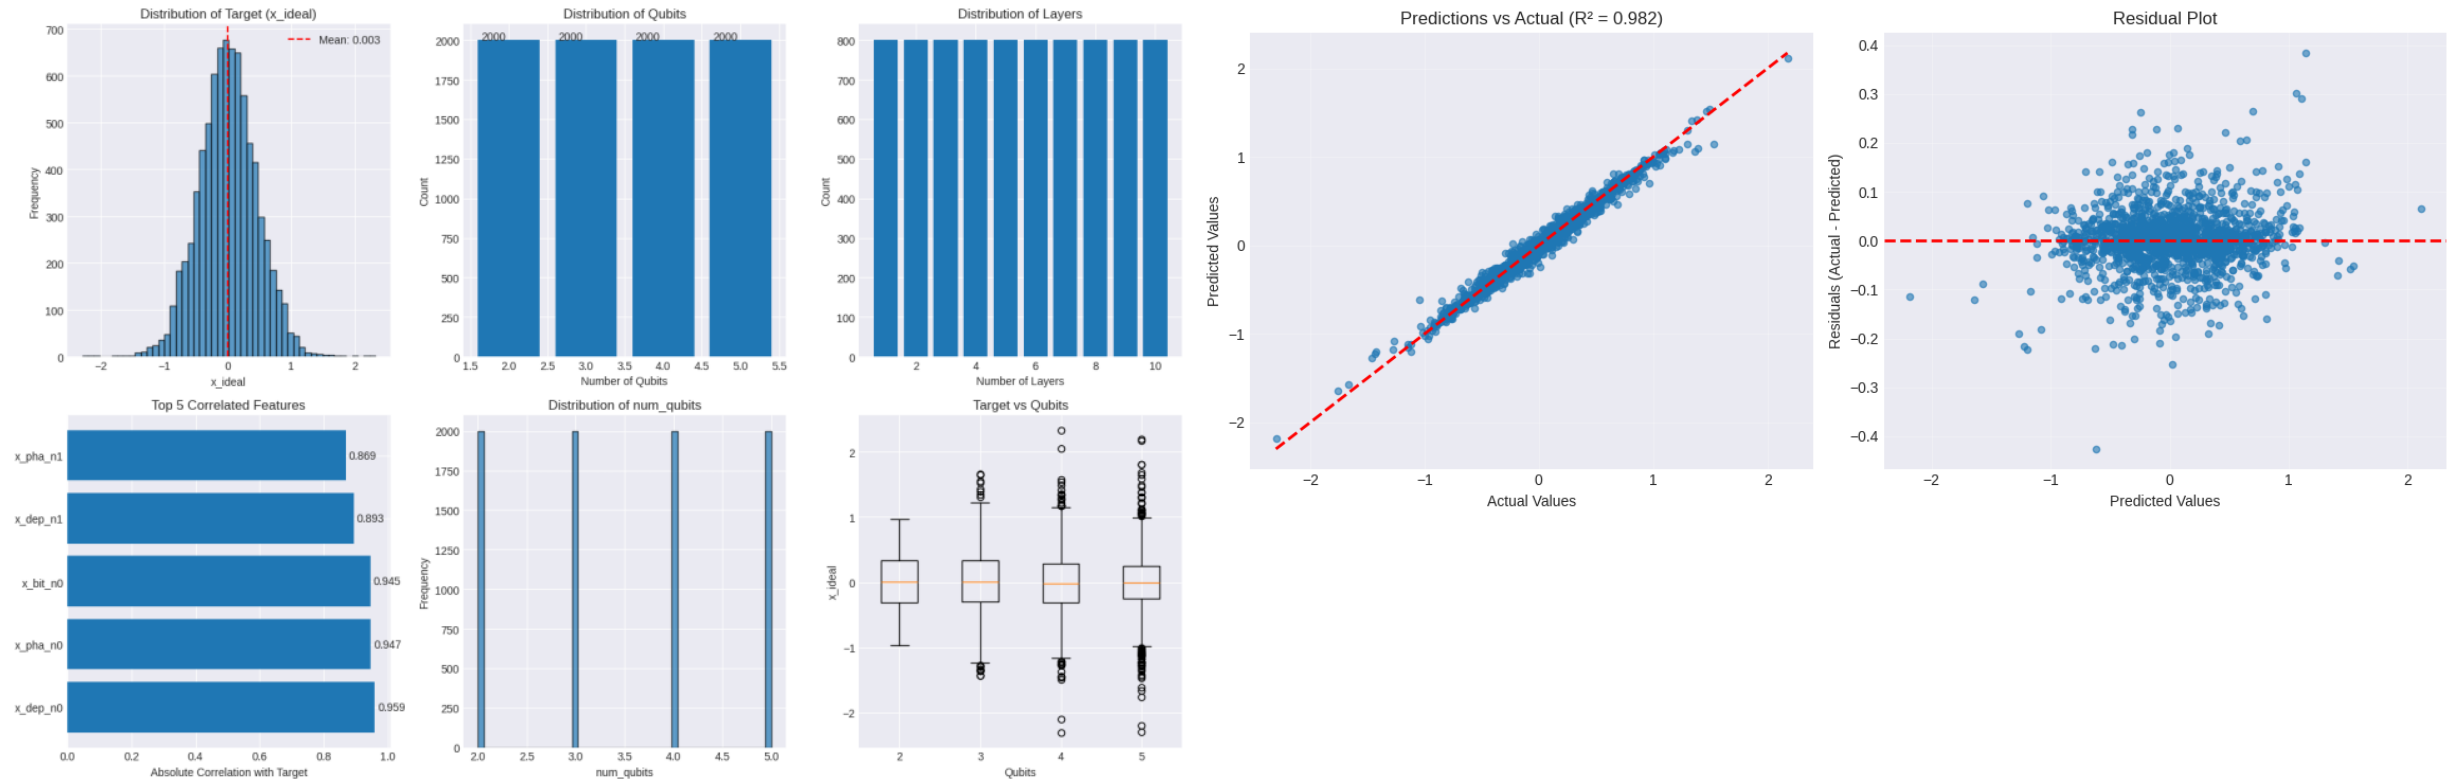 Distribution of Target (x_ideal)
Mean: 0.003
700
600
500
400
300
200
100
0
Frequency
−2 −1 0 1 2
x_ideal
Distribution of Qubits
2000 2000 2000 2000
2000
1750
1500
1250
1000
750
500
250
0
Count
1.5 2.0 2.5 3.0 3.5 4.0 4.5 5.0 5.5
Number of Qubits
Distribution of Layers
800
700
600
500
400
300
200
100
0
Count
2 4 6 8 10
Number of Layers
Predictions vs Actual (R² = 0.982)
2
1
0
−1
−2
Predicted Values
−2 −1 0 1 2
Actual Values
Residual Plot
0.4
0.3
0.2
0.1
0.0
−0.1
−0.2
−0.3
−0.4
Residuals (Actual - Predicted)
−2 −1 0 1 2
Predicted Values
Top 5 Correlated Features
x_pha_n1 0.869
x_dep_n1 0.893
x_bit_n0 0.945
x_pha_n0 0.947
x_dep_n0 0.959
0.0 0.2 0.4 0.6 0.8 1.0
Absolute Correlation with Target
Distribution of num_qubits
2000
1750
1500
1250
1000
750
500
250
0
Frequency
2.0 2.5 3.0 3.5 4.0 4.5 5.0
num_qubits
Target vs Qubits
2
1
0
−1
−2
x_ideal
2 3 4 5
Qubits